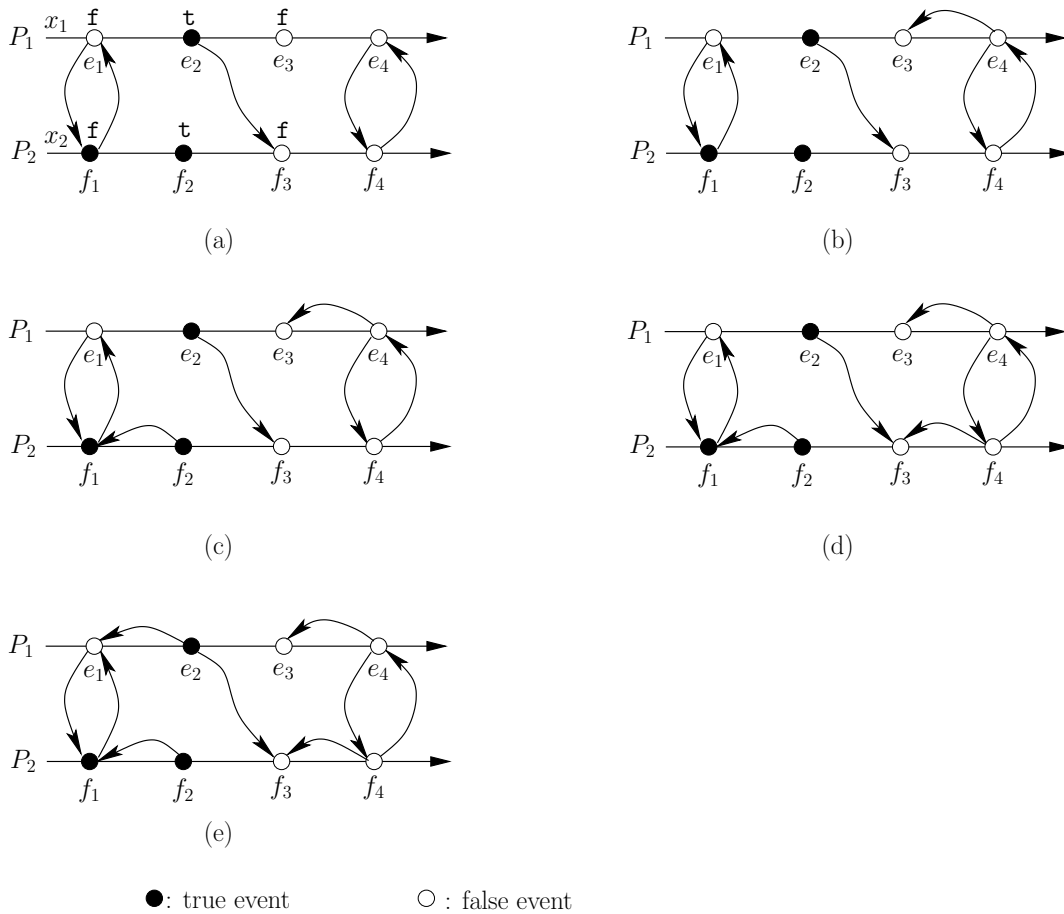 x₁ f t f
P₁
e₁ e₂ e₃ e₄
x₂ f t f
P₂
f₁ f₂ f₃ f₄
(a)
P₁
e₁ e₂ e₃ e₄
P₂
f₁ f₂ f₃ f₄
(b)
P₁
e₁ e₂ e₃ e₄
P₂
f₁ f₂ f₃ f₄
(c)
P₁
e₁ e₂ e₃ e₄
P₂
f₁ f₂ f₃ f₄
(d)
P₁
e₁ e₂ e₃ e₄
P₂
f₁ f₂ f₃ f₄
(e)
: true event
: false event